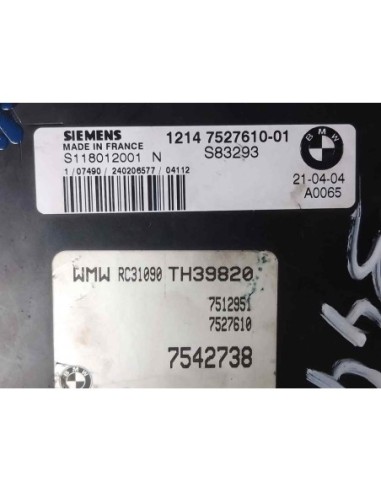 SIEMENS
MADE IN FRANCE
1214 7527610-01
S118012001 N
S83293
1/07490/240206577/04112
BMW
21-04-04
A0065
WMW RC31090 TH39820
7512951
7527610
7542738